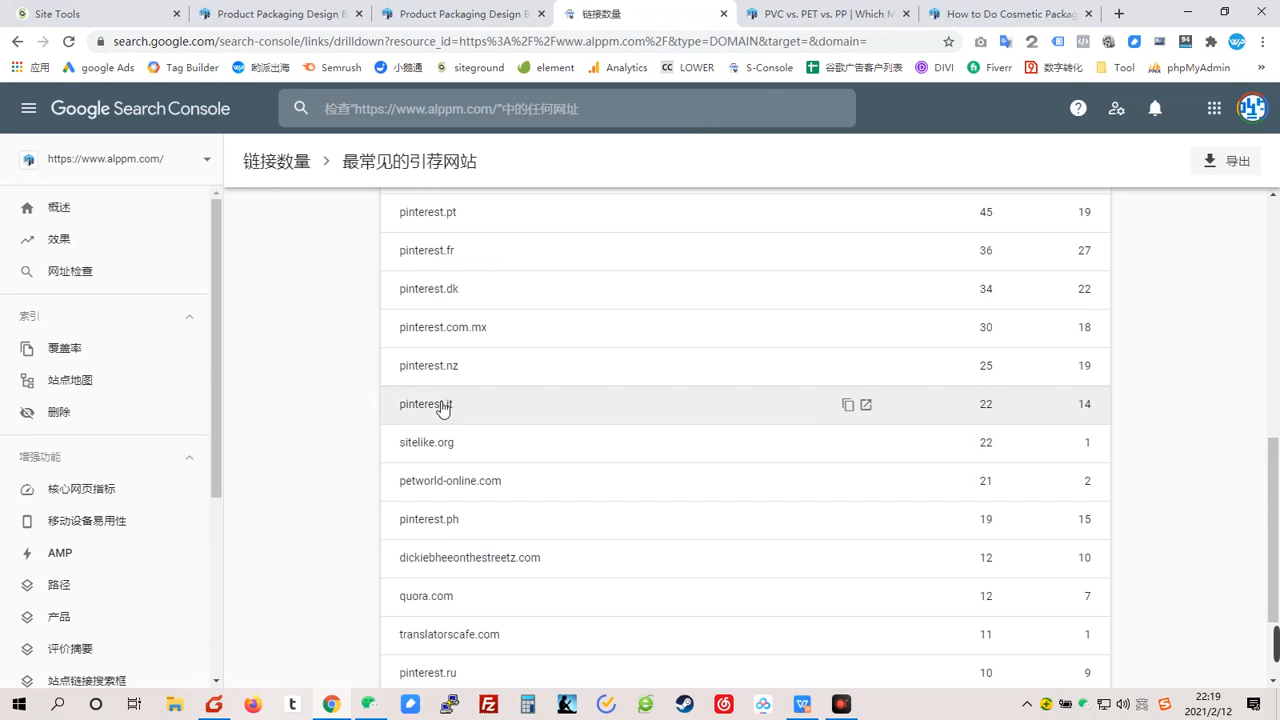 Site Tools
Product Packaging Design B
Product Packaging Design B
链接数量
PVC vs. PET vs. PP | Which M
How to Do Cosmetic Packag
search.google.com/search-console/links/drilldown?resource_id=https%3A%2F%2Fwww.alppm.com%2F&type=DOMAIN&target=&domain=
应用
google Ads
Tag Builder
哟派出海
Semrush
小鹅通
siteground
element
Analytics
LOWER
S-Console
谷歌广告客户列表
DIVI
Fiverr
数字转化
Tool
phpMyAdmin
Google Search Console
检查"https://www.alppm.com/"中的任何网址
https://www.alppm.com/
链接数量
最常见的引荐网站
导出
概述
效果
网址检查
索引
覆盖率
站点地图
删除
增强功能
核心网页指标
移动设备易用性
AMP
路径
产品
评价摘要
站点链接搜索框
pinterest.pt 45 19
pinterest.fr 36 27
pinterest.dk 34 22
pinterest.com.mx 30 18
pinterest.nz 25 19
pinterest.it 22 14
sitelike.org 22 1
petworld-online.com 21 2
pinterest.ph 19 15
dickiebheeonthestreetz.com 12 10
quora.com 12 7
translatorscafe.com 11 1
pinterest.ru 10 9
22:19
2021/2/12